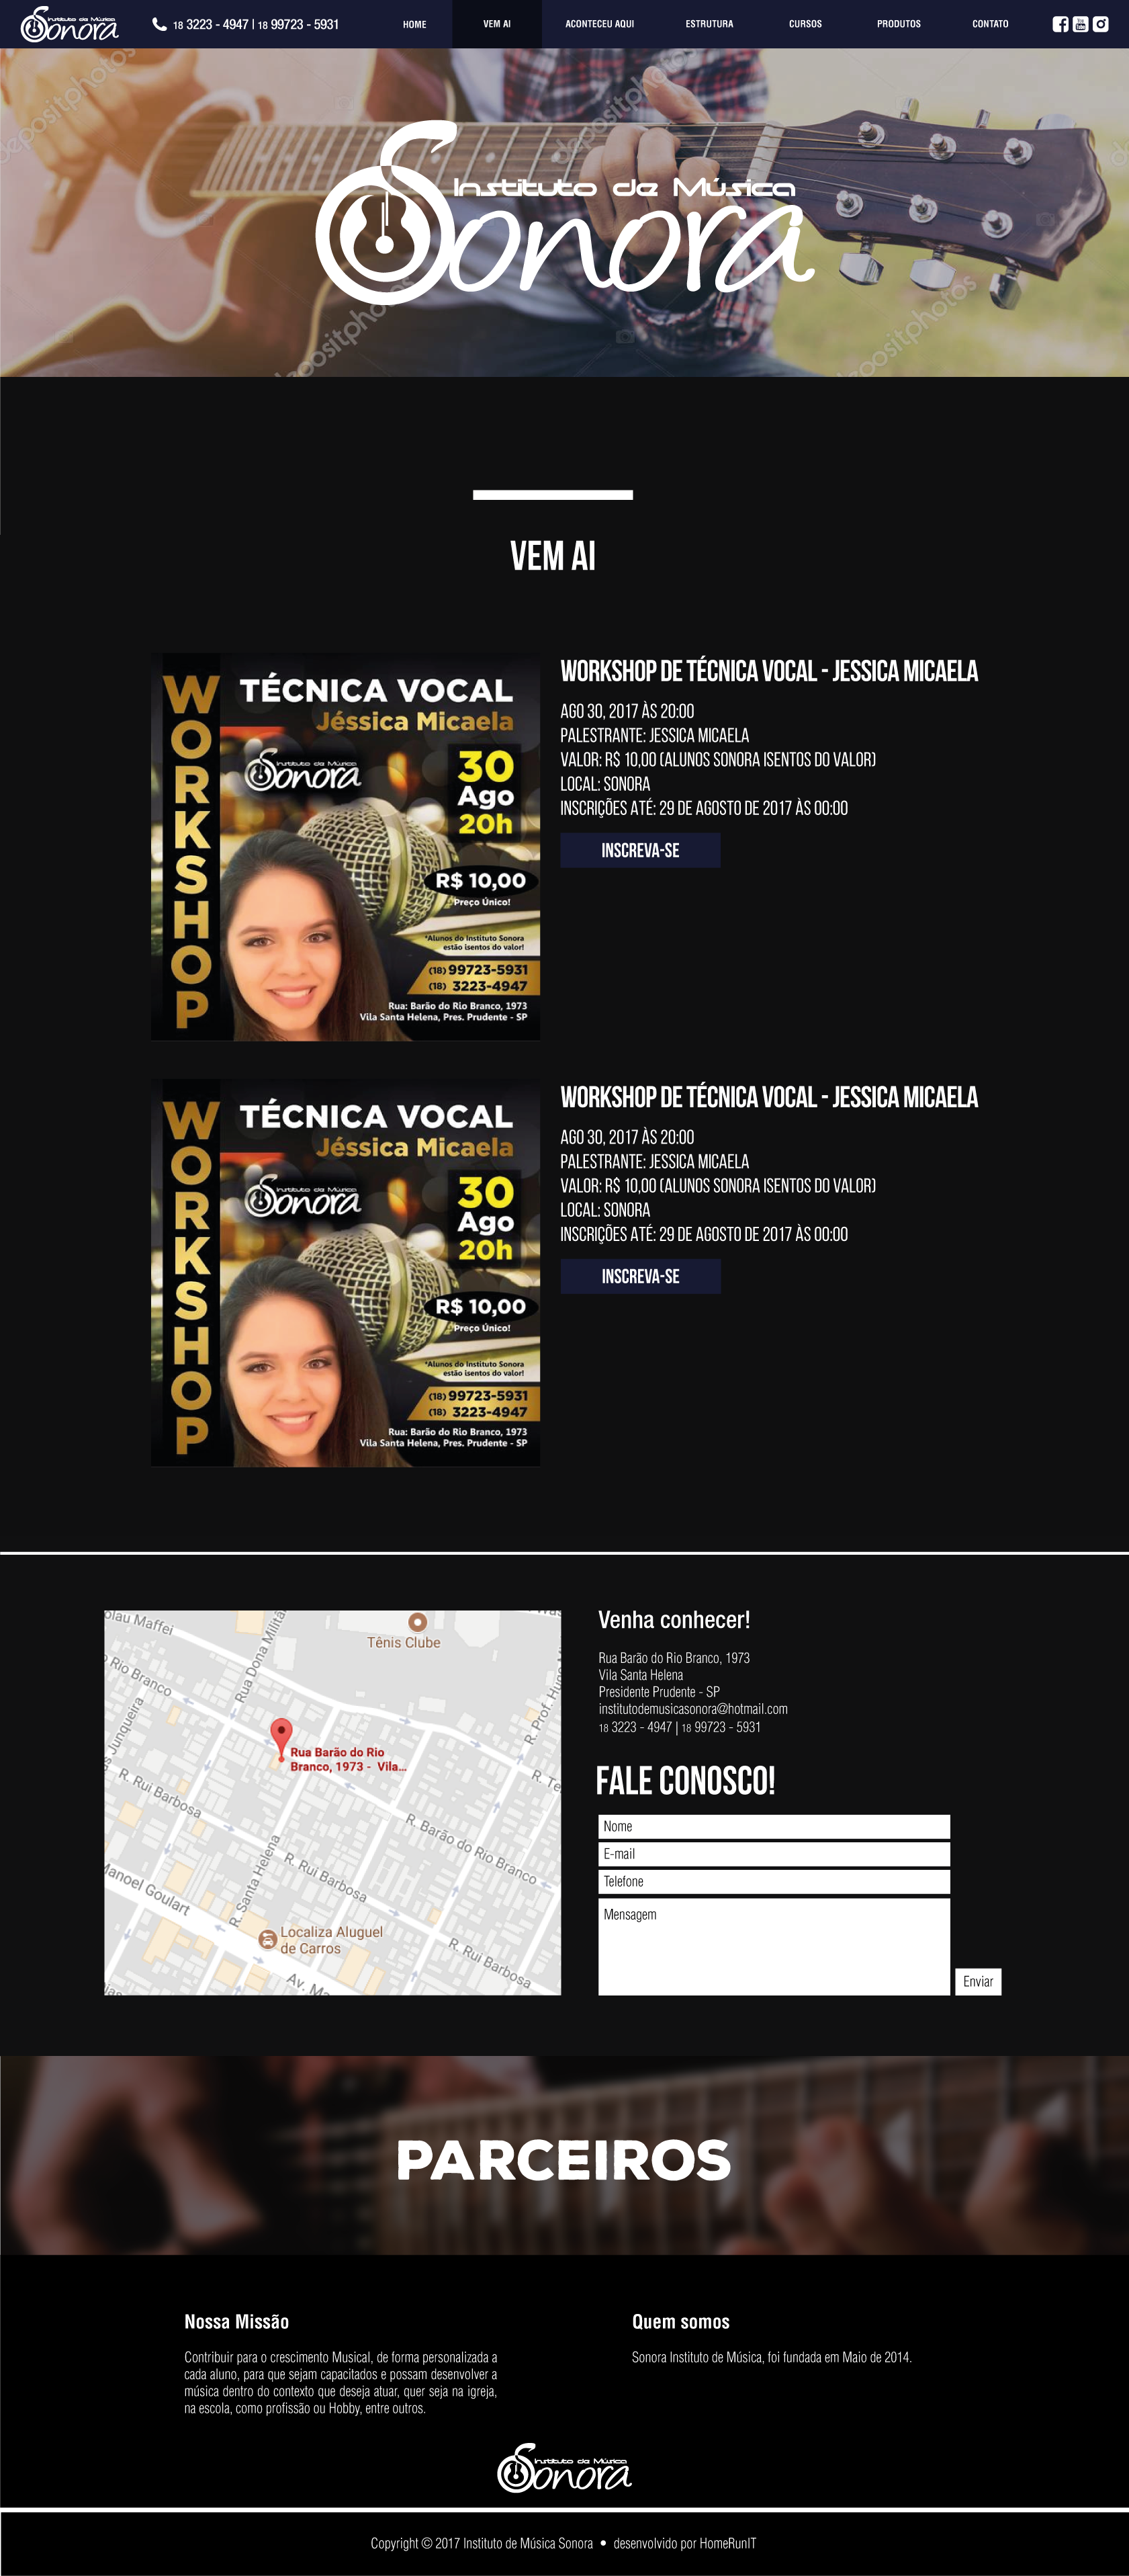 Instituto de Música
Sonora
18 3223 - 4947 | 18 99723 - 5931
HOME
VEM AI
ACONTECEU AQUI
ESTRUTURA
CURSOS
PRODUTOS
CONTATO
You
Tube
depositphotos
depositphotos
depositphotos
depositphotos
depositphotos
Instituto de Música
Sonora
VEM AI
WORKSHOP
TÉCNICA VOCAL
Jéssica Micaela
Instituto de Música
Sonora
30
Ago
20h
R$ 10,00
Preço Único!
*Alunos do Instituto Sonora
estão isentos do valor!
(18) 99723-5931
(18) 3223-4947
Rua: Barão do Rio Branco, 1973
Vila Santa Helena, Pres. Prudente - SP
WORKSHOP DE TÉCNICA VOCAL - JESSICA MICAELA
AGO 30, 2017 ÀS 20:00
PALESTRANTE: JESSICA MICAELA
VALOR: R$ 10,00 (ALUNOS SONORA ISENTOS DO VALOR)
LOCAL: SONORA
INSCRIÇÕES ATÉ: 29 DE AGOSTO DE 2017 ÀS 00:00
INSCREVA-SE
WORKSHOP
TÉCNICA VOCAL
Jéssica Micaela
Instituto de Música
Sonora
30
Ago
20h
R$ 10,00
Preço Único!
*Alunos do Instituto Sonora
estão isentos do valor!
(18) 99723-5931
(18) 3223-4947
Rua: Barão do Rio Branco, 1973
Vila Santa Helena, Pres. Prudente - SP
WORKSHOP DE TÉCNICA VOCAL - JESSICA MICAELA
AGO 30, 2017 ÀS 20:00
PALESTRANTE: JESSICA MICAELA
VALOR: R$ 10,00 (ALUNOS SONORA ISENTOS DO VALOR)
LOCAL: SONORA
INSCRIÇÕES ATÉ: 29 DE AGOSTO DE 2017 ÀS 00:00
INSCREVA-SE
olau Maffei
Rio Branco
Rua Dona Militã
Tênis Clube
R. Prof. Hug
s Junqueira
Rua Barão do Rio
Branco, 1973 - Vila...
R. Te
R. Rui Barbosa
R. Barão do Rio Branco
R. Santa Helena
R. Rui Barbosa
Manoel Goulart
Localiza Aluguel
de Carros
R. Rui Barbosa
Av. Ma
Venha conhecer!
Rua Barão do Rio Branco, 1973
Vila Santa Helena
Presidente Prudente - SP
institutodemusicasonora@hotmail.com
18 3223 - 4947 | 18 99723 - 5931
FALE CONOSCO!
Nome
E-mail
Telefone
Mensagem
Enviar
PARCEIROS
Nossa Missão
Contribuir para o crescimento Musical, de forma personalizada a
cada aluno, para que sejam capacitados e possam desenvolver a
música dentro do contexto que deseja atuar, quer seja na igreja,
na escola, como profissão ou Hobby, entre outros.
Quem somos
Sonora Instituto de Música, foi fundada em Maio de 2014.
Instituto de Música
Sonora
Copyright © 2017 Instituto de Música Sonora • desenvolvido por HomeRunIT